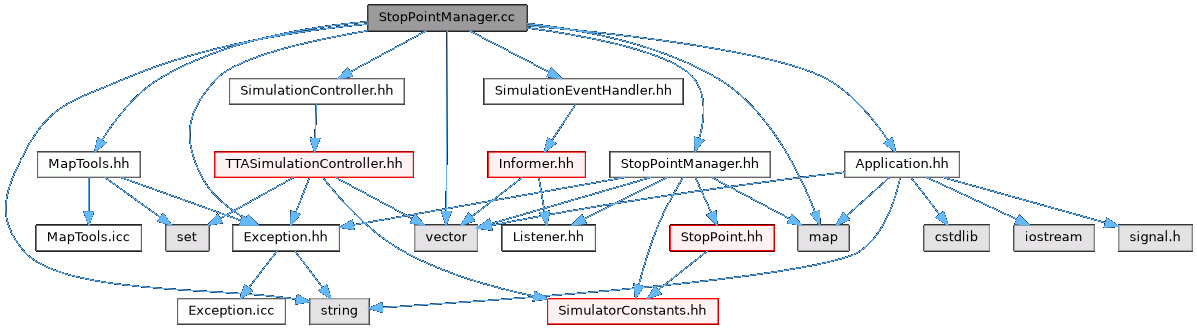 StopPointManager.cc
SimulationController.hh
SimulationEventHandler.hh
MapTools.hh
TTASimulationController.hh
Informer.hh
StopPointManager.hh
Application.hh
MapTools.icc
set
Exception.hh
vector
Listener.hh
StopPoint.hh
map
cstdlib
iostream
signal.h
Exception.icc
string
SimulatorConstants.hh